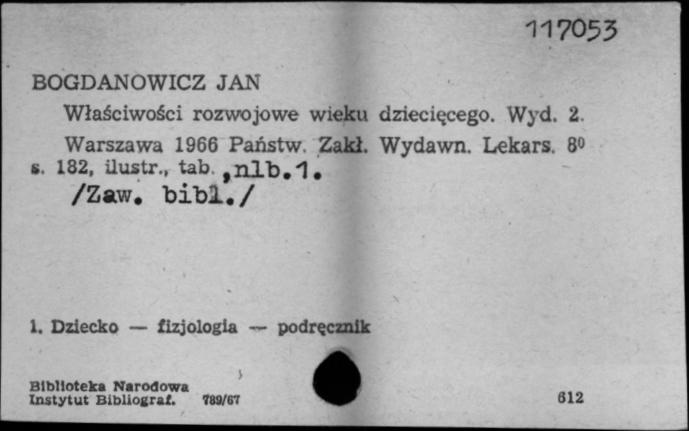 117053
BOGDANOWICZ JAN
Właściwości rozwojowe wieku dziecięcego. Wyd. 2.
Warszawa 1966 Państw. Zakł. Wydawn. Lekars. 8⁰
s. 182, ilustr., tab. ,nlb.1.
/Zaw. bibl./
1. Dziecko — fizjologia — podręcznik
Biblioteka Narodowa
Instytut Bibliograf. 789/67
612